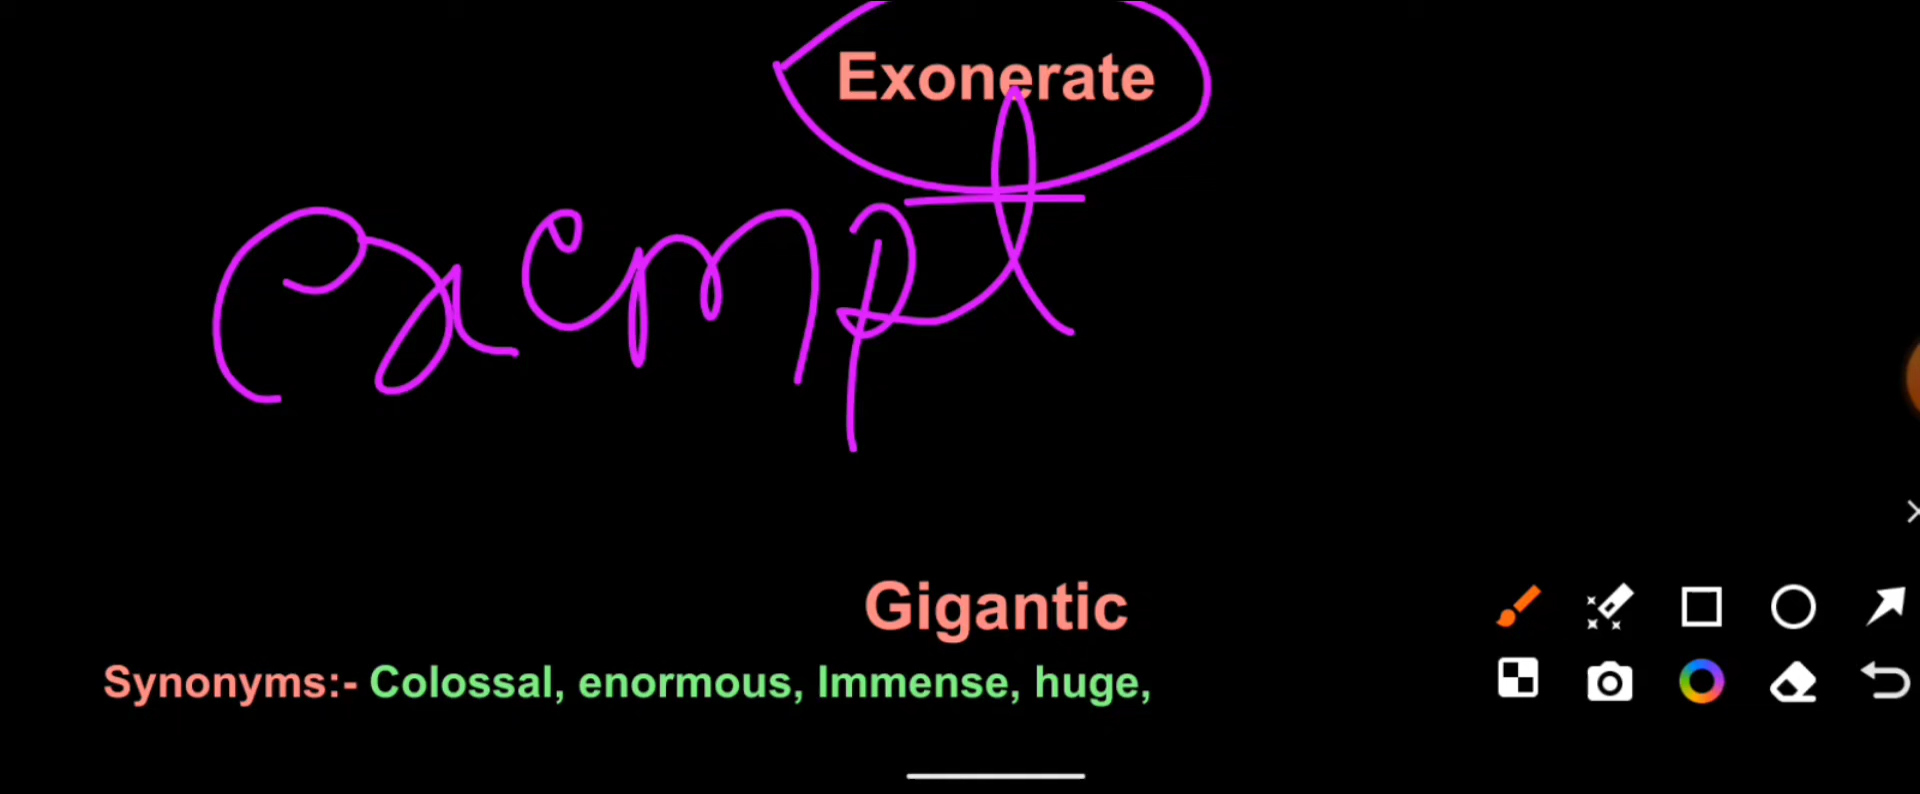 Exonerate
exempt
Gigantic
Synonyms:- Colossal, enormous, Immense, huge,